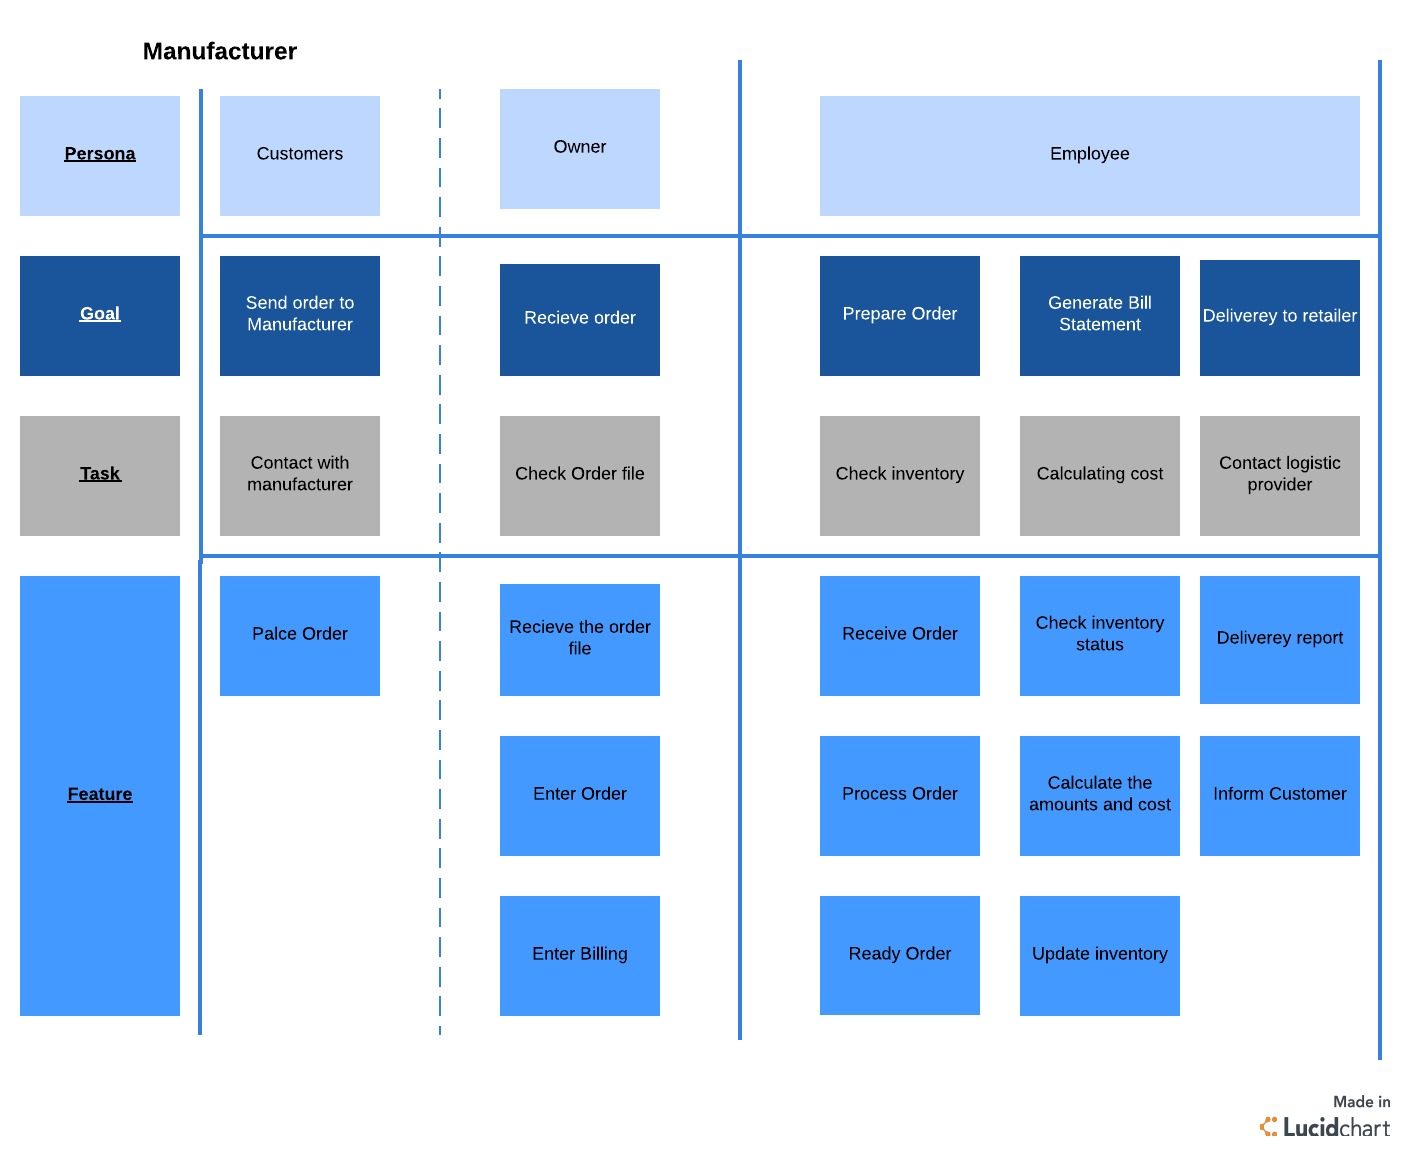 Manufacturer
Persona
Customers
Owner
Employee
Goal
Send order to
Manufacturer
Recieve order
Prepare Order
Generate Bill
Statement
Deliverey to retailer
Task
Contact with
manufacturer
Check Order file
Check inventory
Calculating cost
Contact logistic
provider
Feature
Palce Order
Recieve the order
file
Receive Order
Check inventory
status
Deliverey report
Enter Order
Process Order
Calculate the
amounts and cost
Inform Customer
Enter Billing
Ready Order
Update inventory
Made in
Lucidchart